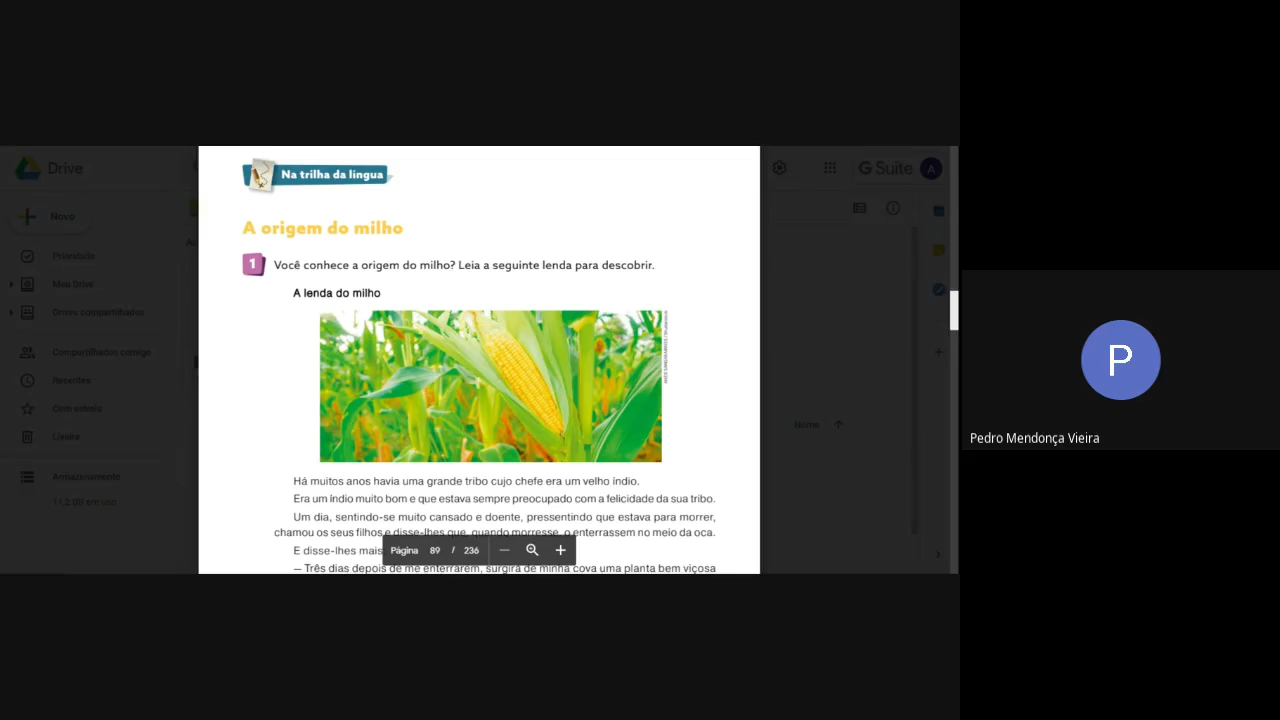 Drive
G Suite
A
Novo
Prioridade
Meu Drive
Drives compartilhados
Compartilhados comigo
Recentes
Com estrela
Lixeira
Armazenamento
Nome
Na trilha da língua
A origem do milho
1 Você conhece a origem do milho? Leia a seguinte lenda para descobrir.
A lenda do milho
Há muitos anos havia uma grande tribo cujo chefe era um velho índio.
Era um índio muito bom e que estava sempre preocupado com a felicidade da sua tribo.
Um dia, sentindo-se muito cansado e doente, pressentindo que estava para morrer,
chamou os seus filhos e disse-lhes que, quando morresse, o enterrassem no meio da oca.
E disse-lhes mais
— Três dias depois de me enterrarem, surgirá de minha cova uma planta bem viçosa
Página 89 / 236
P
Pedro Mendonça Vieira